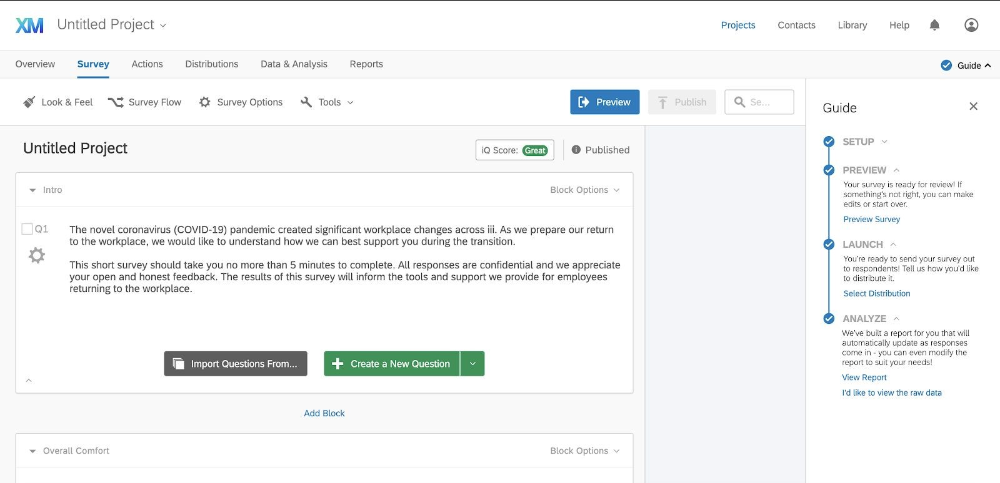 XM Untitled Project
Projects Contacts Library Help
Overview Survey Actions Distributions Data & Analysis Reports
Guide
Look & Feel Survey Flow Survey Options Tools
Preview Publish Se...
Untitled Project
iQ Score: Great
Published
Intro
Block Options
Q1
The novel coronavirus (COVID-19) pandemic created significant workplace changes across iii. As we prepare our return
to the workplace, we would like to understand how we can best support you during the transition.
This short survey should take you no more than 5 minutes to complete. All responses are confidential and we appreciate
your open and honest feedback. The results of this survey will inform the tools and support we provide for employees
returning to the workplace.
Import Questions From...
Create a New Question
Add Block
Overall Comfort
Block Options
Guide
SETUP
PREVIEW
Your survey is ready for review! If
something's not right, you can make
edits or start over.
Preview Survey
LAUNCH
You're ready to send your survey out
to respondents! Tell us how you'd like
to distribute it.
Select Distribution
ANALYZE
We've built a report for you that will
automatically update as responses
come in - you can even modify the
report to suit your needs!
View Report
I'd like to view the raw data